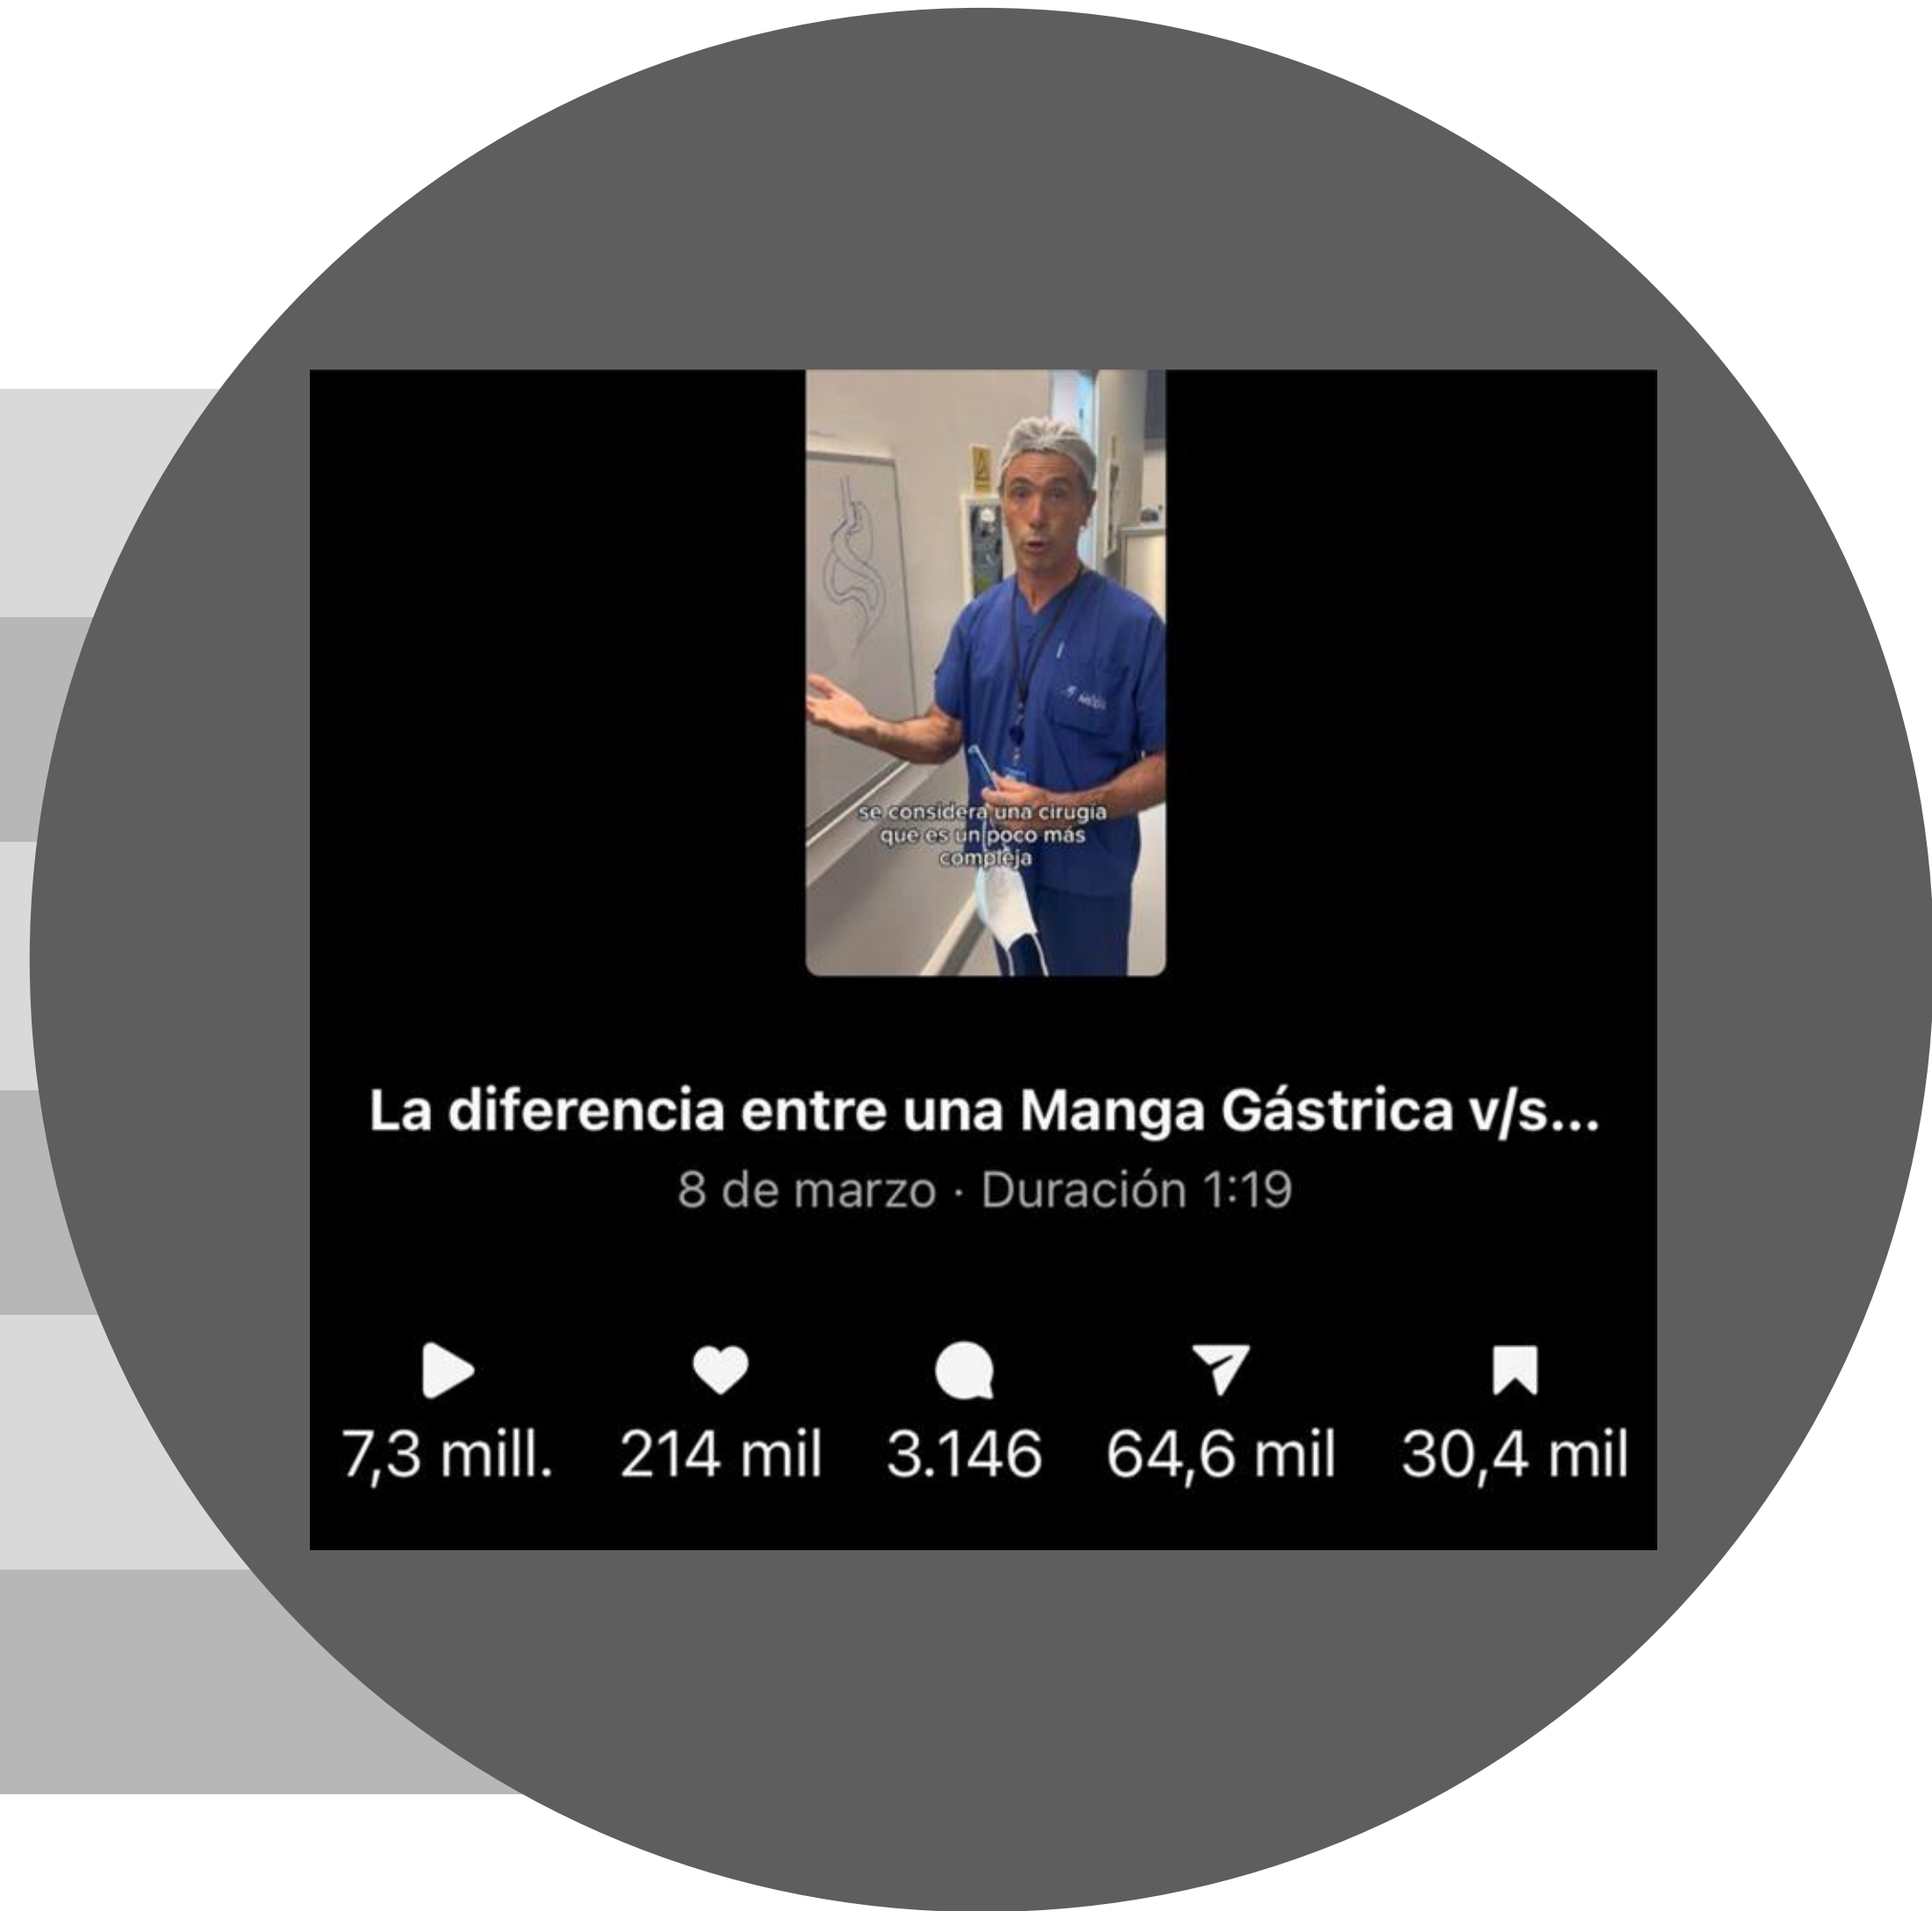 se considera una cirugía
que es un poco más
compleja
La diferencia entre una Manga Gástrica v/s...
8 de marzo · Duración 1:19
7,3 mill. 214 mil 3.146 64,6 mil 30,4 mil